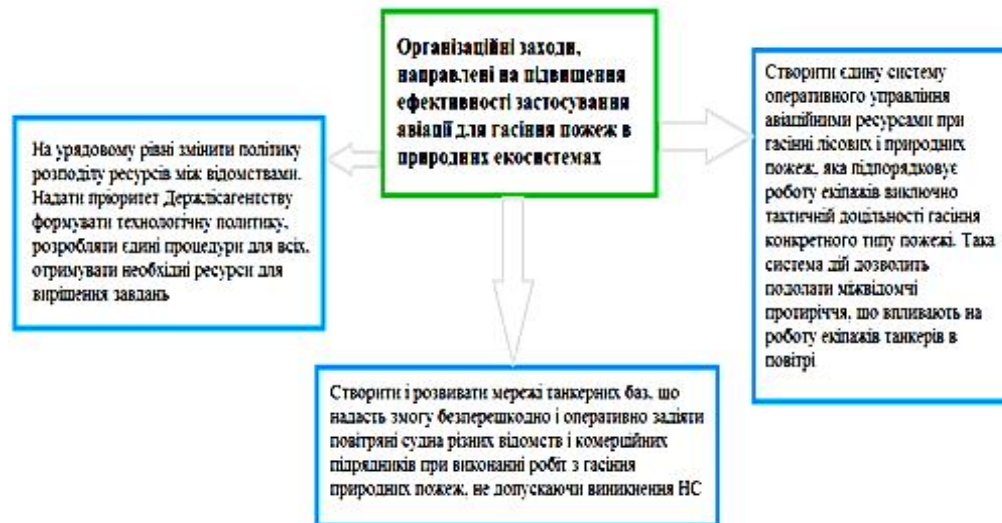 Організаційні заходи,
направлені на підвишення
ефективності застосування
авіації для гасіння пожеж в
природних екосистемах
На урядовому рівні змінити політику
розподілу ресурсів між відомствами.
Надати пріоритет Держлісагентству
формувати технологічну политику,
розробляти єдині процедури для всіх,
отримувати необхідні ресурси для
вирішення завдань
Створити єдину систему
оперативного управління
авіаційними ресурсами при
гасінні лісових і природних
пожеж, яка підпорядковує
роботу екіпажів виключно
тактичній доцільності гасіння
конкретного типу пожежі. Така
система дій дозволить
подолати міжвідомчі
протиріччя, що впливають на
роботу екіпажів танкерів в
повітрі
Створити і розвивати мережі танкерних баз, що
надасть змогу безперешкодно і оперативно задіяти
повітряні судна різних відомств і комерційних
підрядників при виконанні робіт з гасіння
природних пожеж, не допускаючи виникнення НС